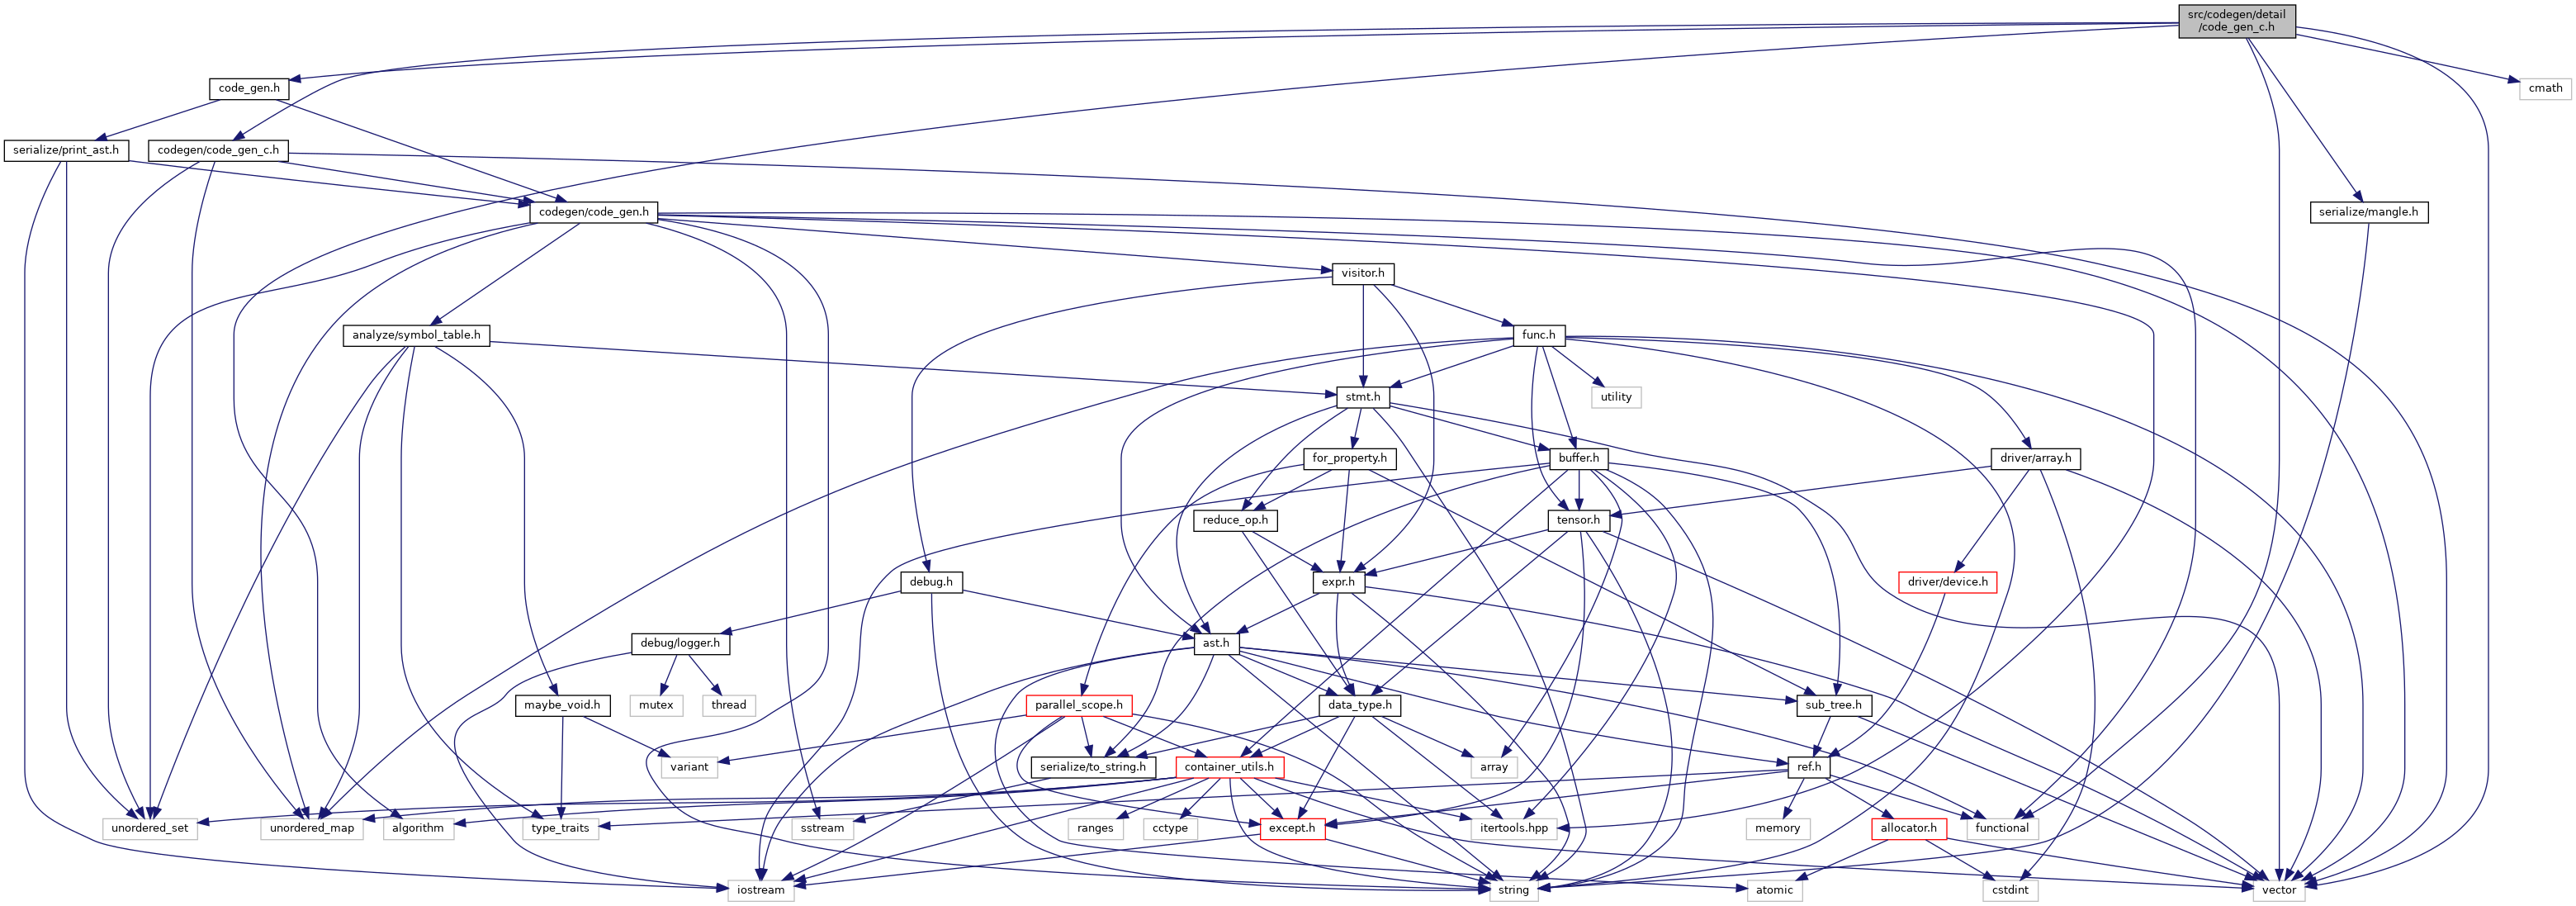 src/codegen/detail
/code_gen_c.h
code_gen.h
cmath
serialize/print_ast.h
codegen/code_gen_c.h
codegen/code_gen.h
serialize/mangle.h
visitor.h
analyze/symbol_table.h
func.h
stmt.h
utility
for_property.h
buffer.h
driver/array.h
reduce_op.h
tensor.h
debug.h
expr.h
driver/device.h
debug/logger.h
ast.h
maybe_void.h
mutex
thread
parallel_scope.h
data_type.h
sub_tree.h
variant
serialize/to_string.h
container_utils.h
array
ref.h
unordered_set
unordered_map
algorithm
type_traits
sstream
ranges
cctype
except.h
itertools.hpp
memory
allocator.h
functional
iostream
string
atomic
cstdint
vector